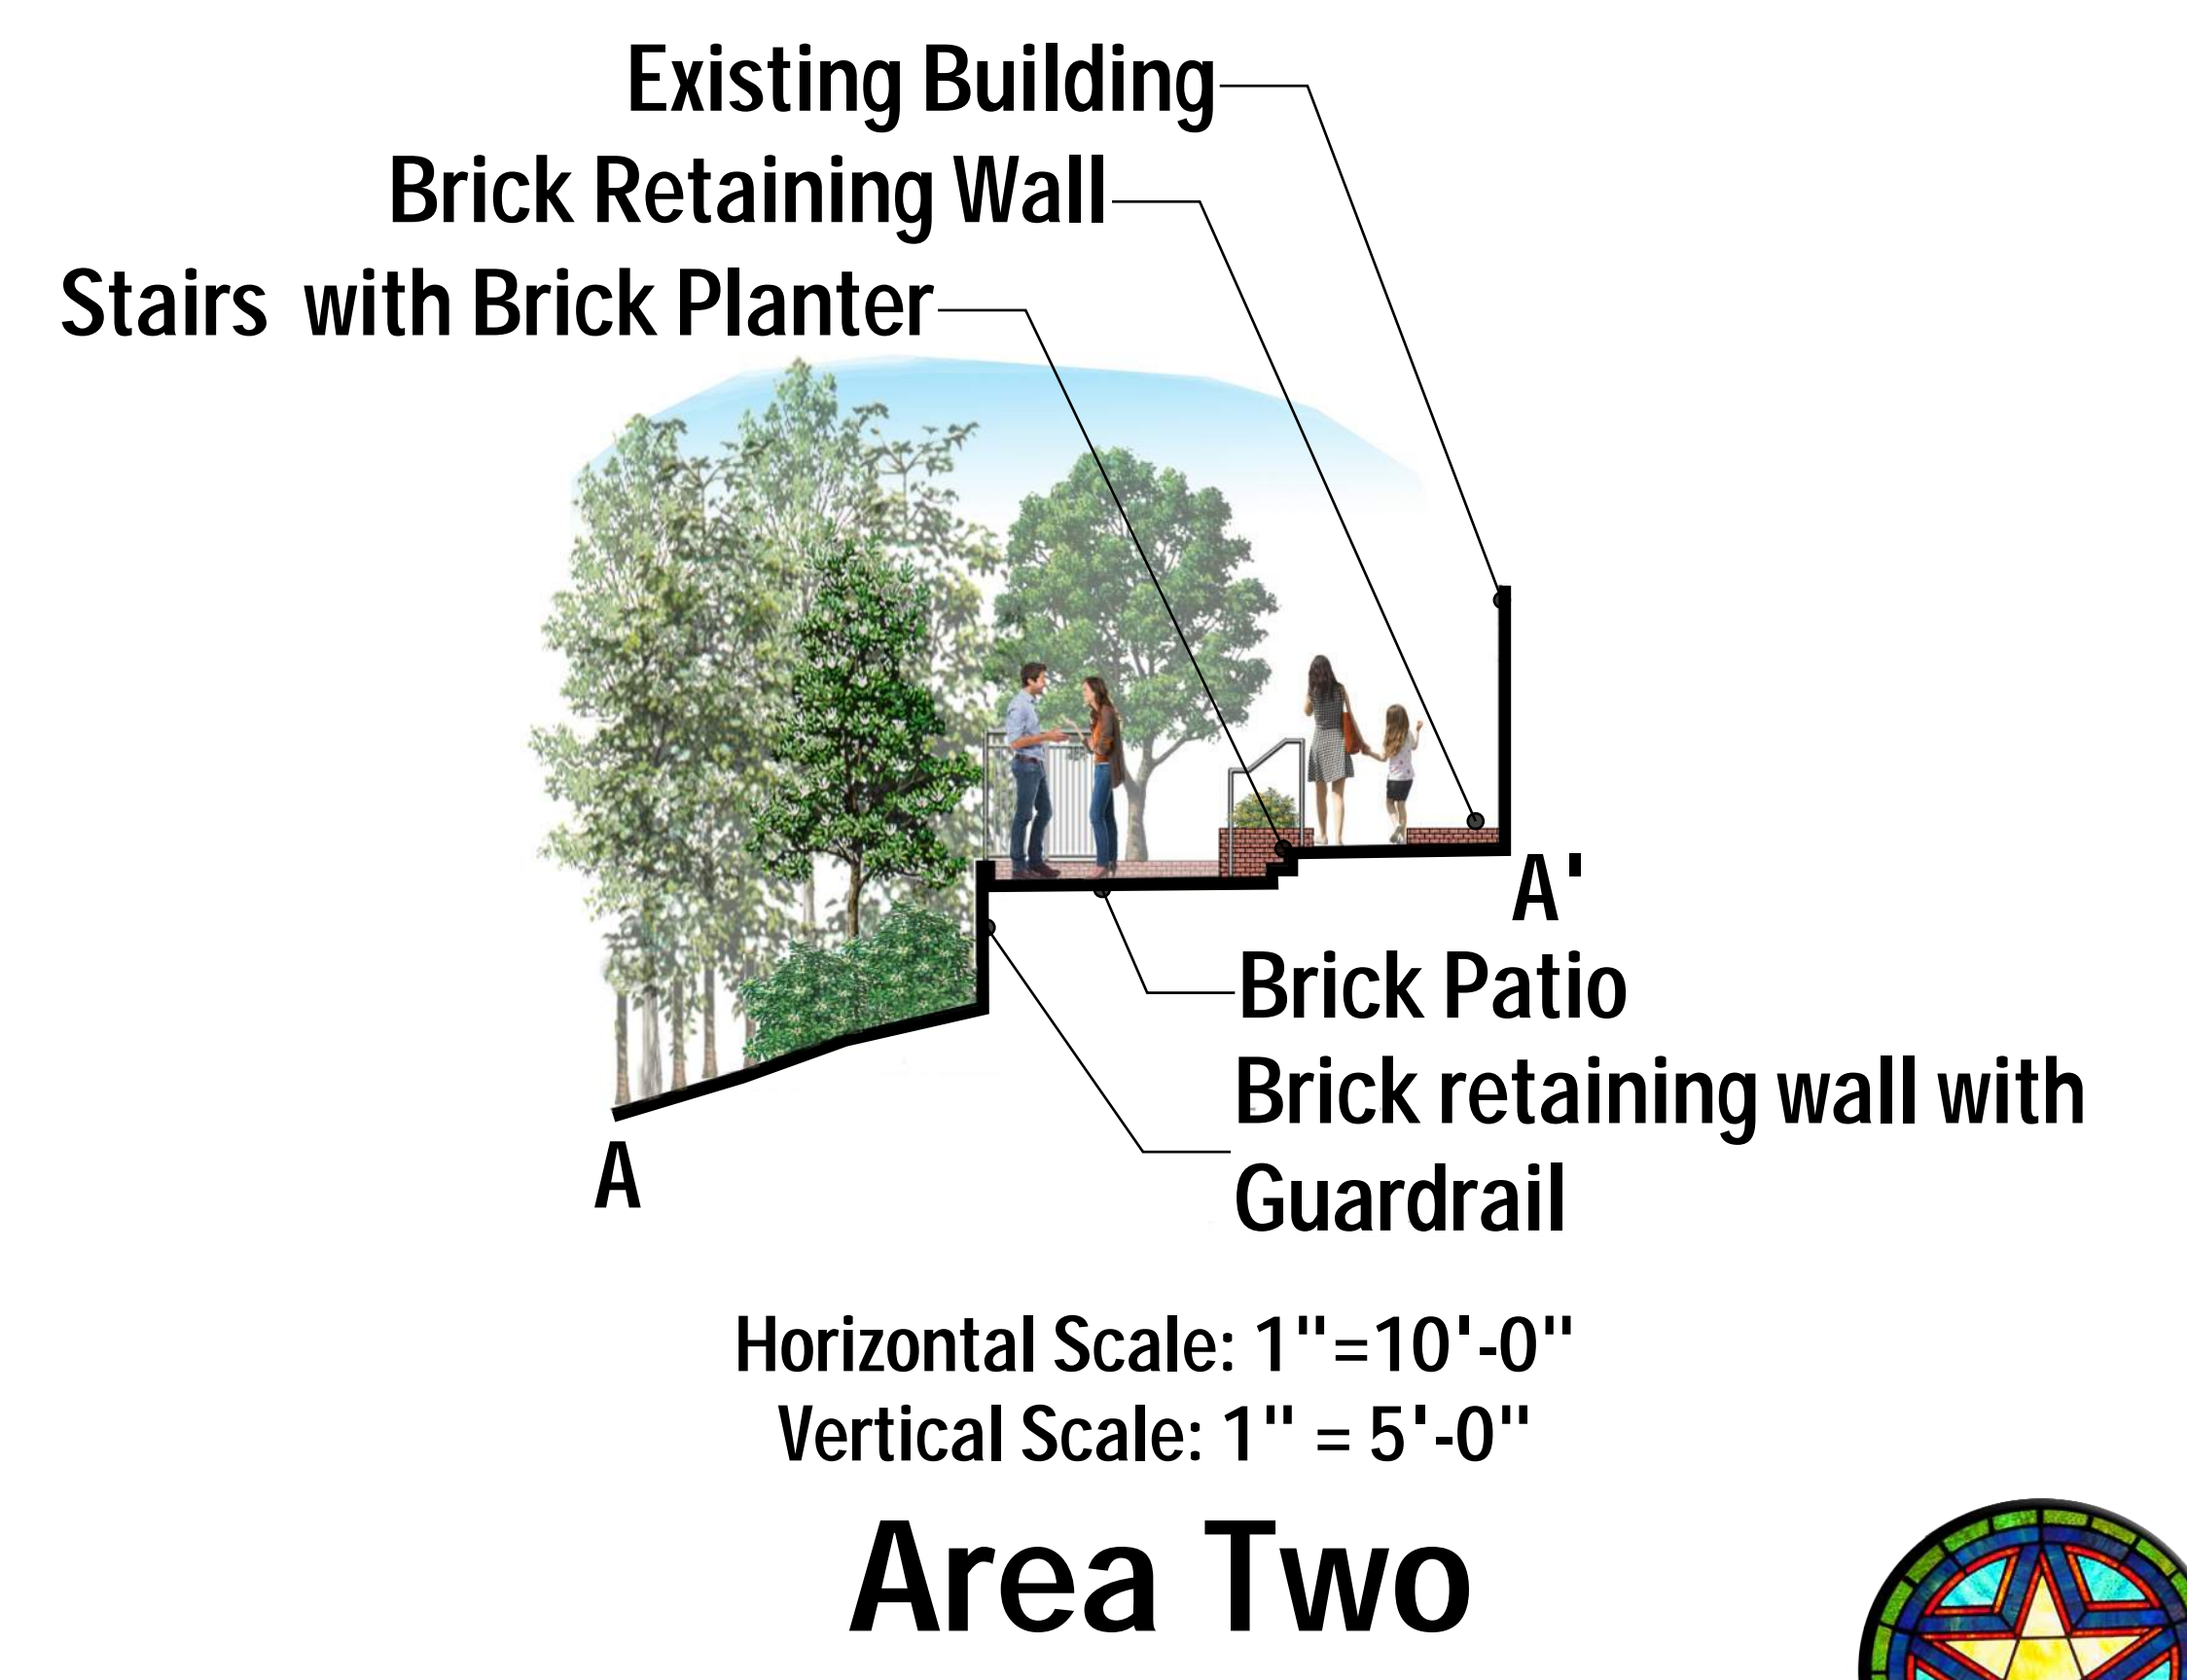 Existing Building
Brick Retaining Wall
Stairs with Brick Planter
A'
Brick Patio
Brick retaining wall with
Guardrail
A
Horizontal Scale: 1"=10'-0"
Vertical Scale: 1" = 5'-0"
Area Two